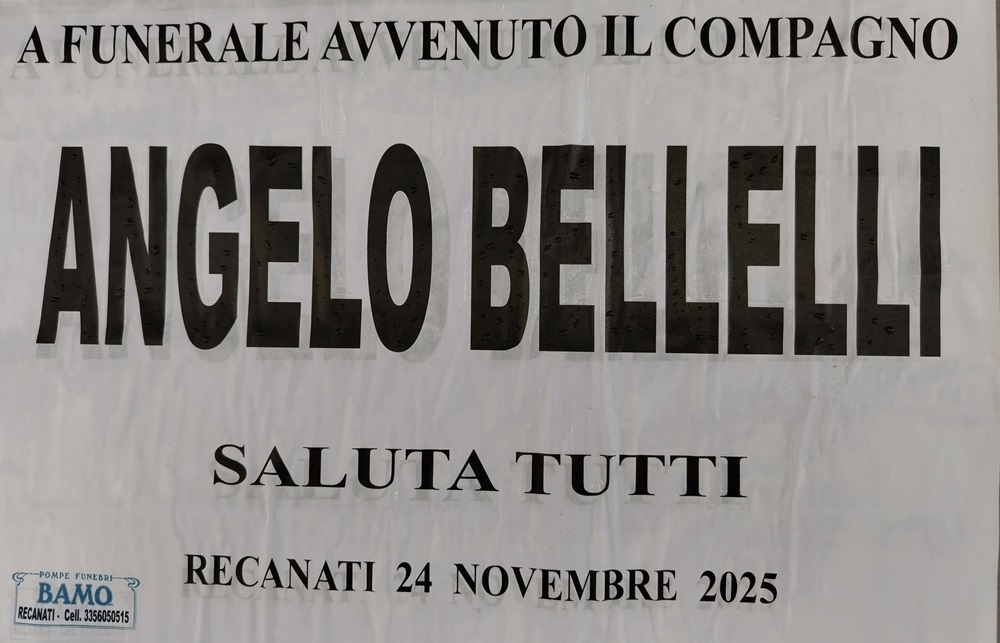 A FUNERALE AVVENUTO IL COMPAGNO
ANGELO BELLELLI
SALUTA TUTTI
RECANATI 24 NOVEMBRE 2025
POMPE FUNEBRI
BAMO
RECANATI - Cell. 3356050515